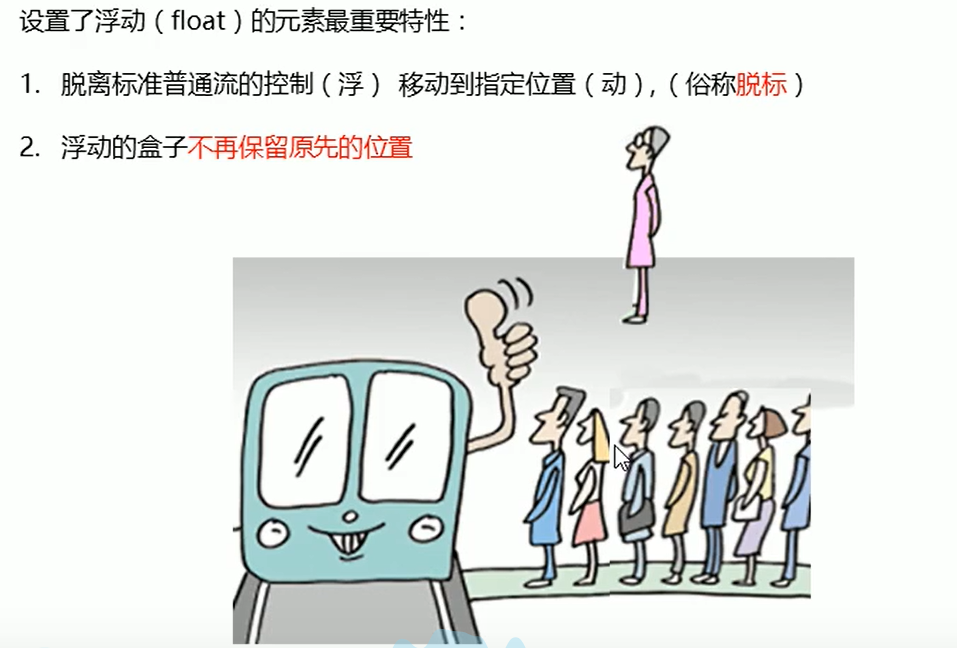 设置了浮动（float）的元素最重要特性：
1. 脱离标准普通流的控制（浮） 移动到指定位置（动），（俗称脱标）
2. 浮动的盒子不再保留原先的位置